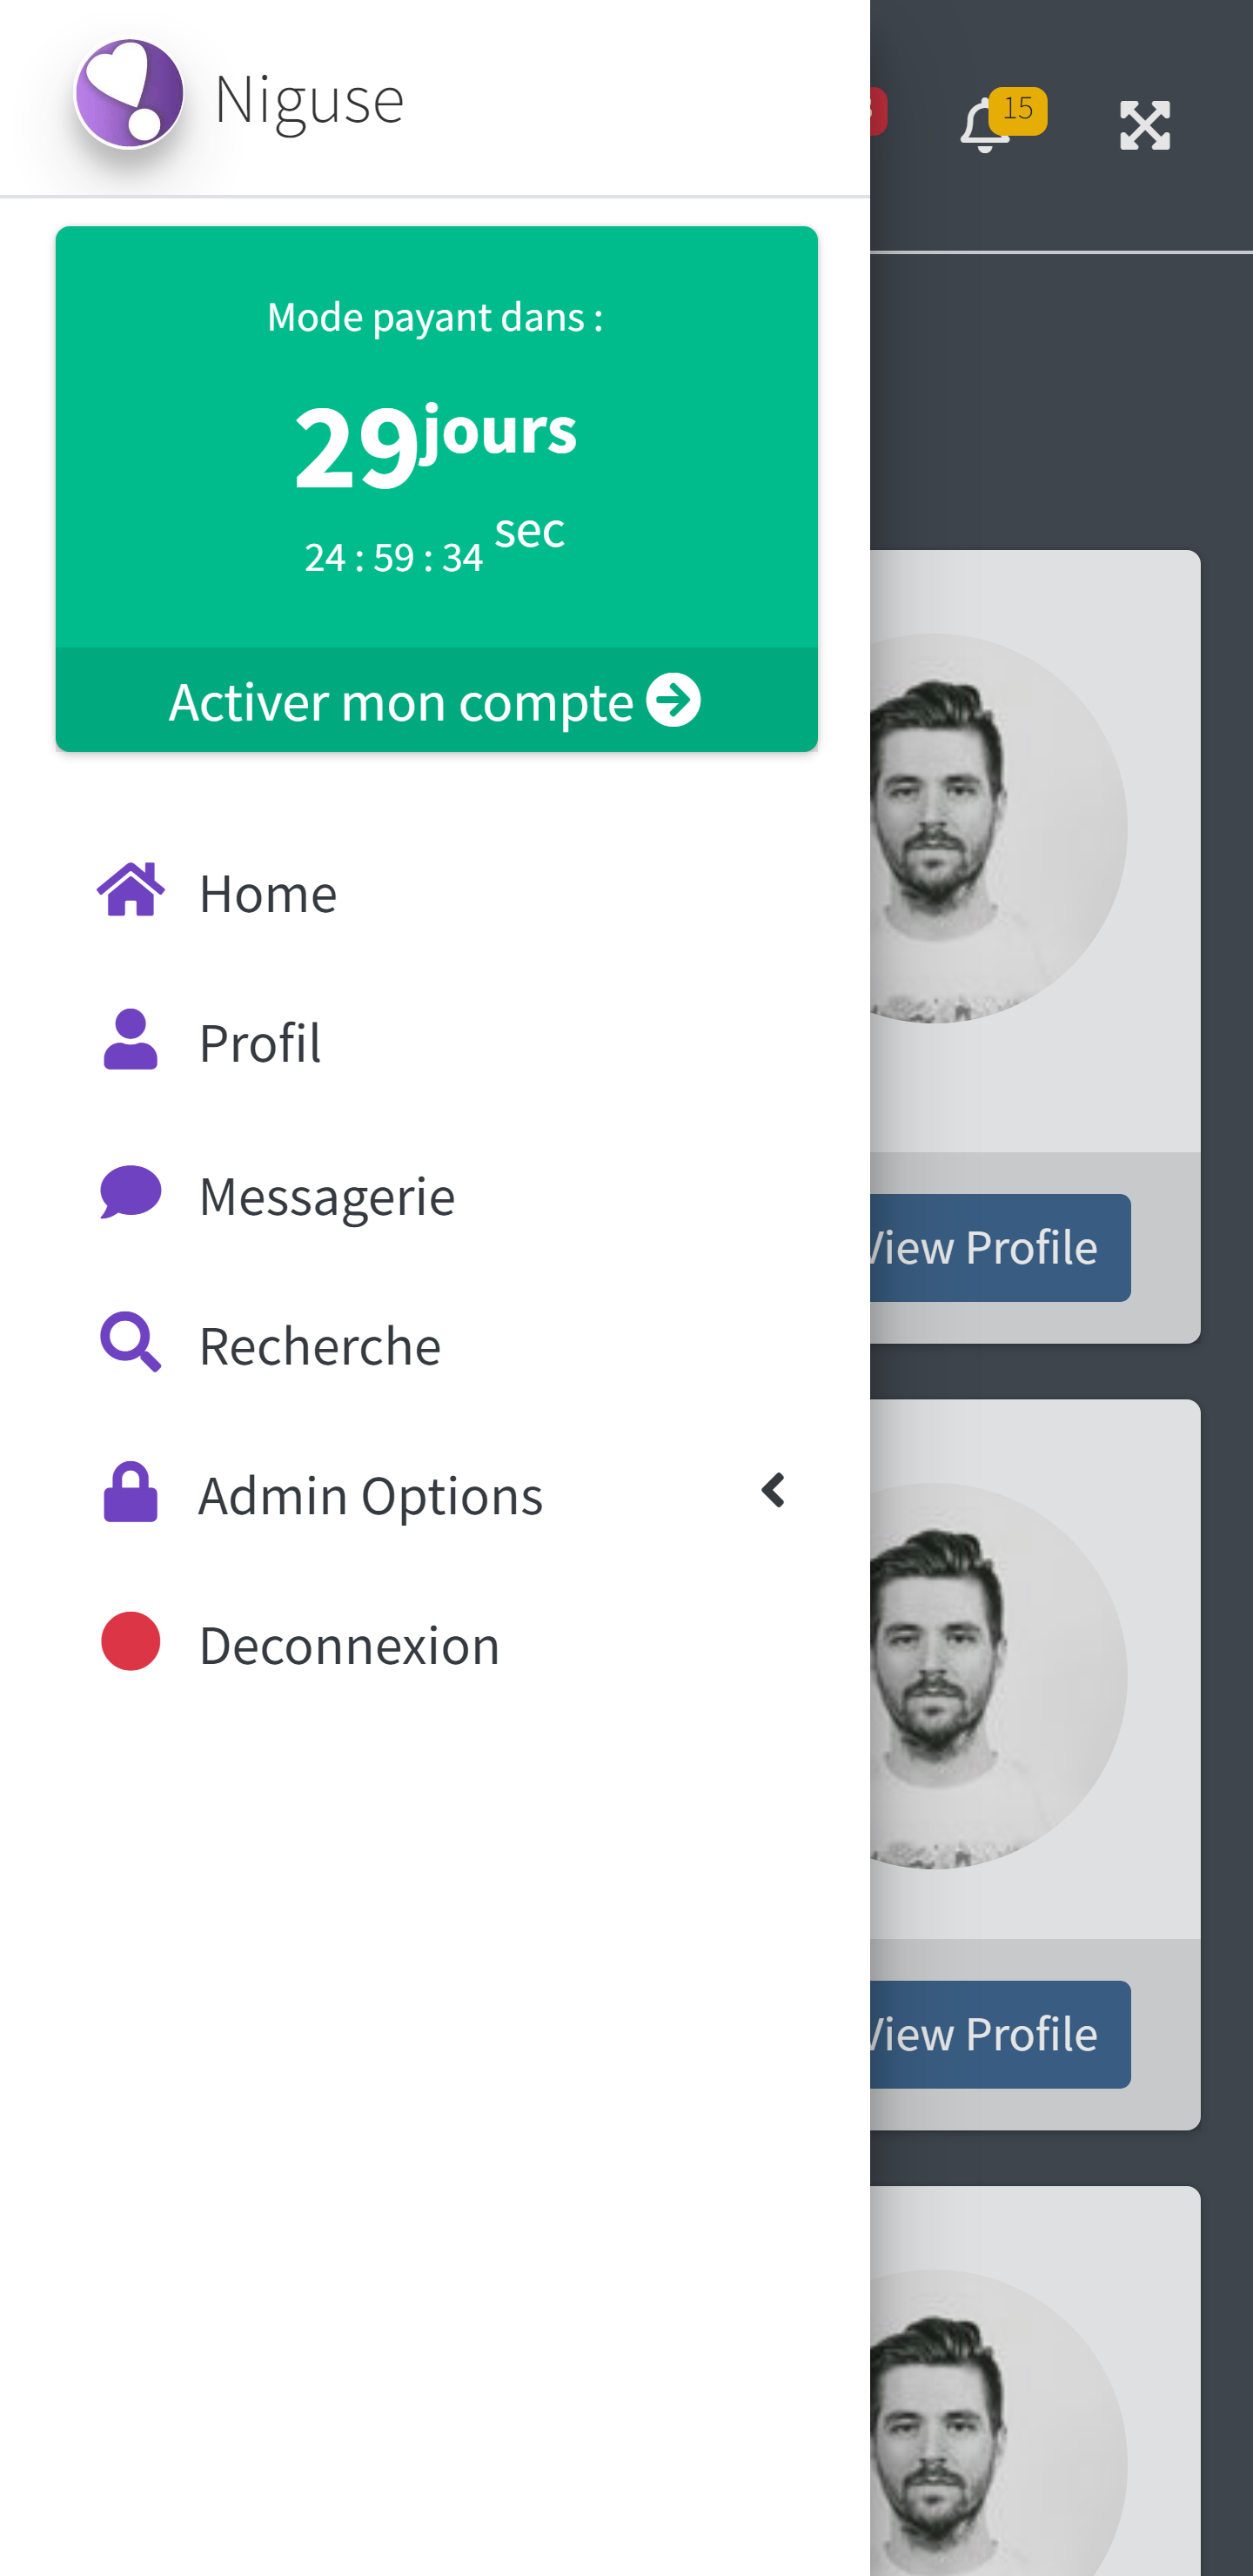 Niguse
15
Mode payant dans :
29jours
24 : 59 : 34 sec
Activer mon compte
Home
Profil
Messagerie
View Profile
Recherche
Admin Options
Deconnexion
View Profile